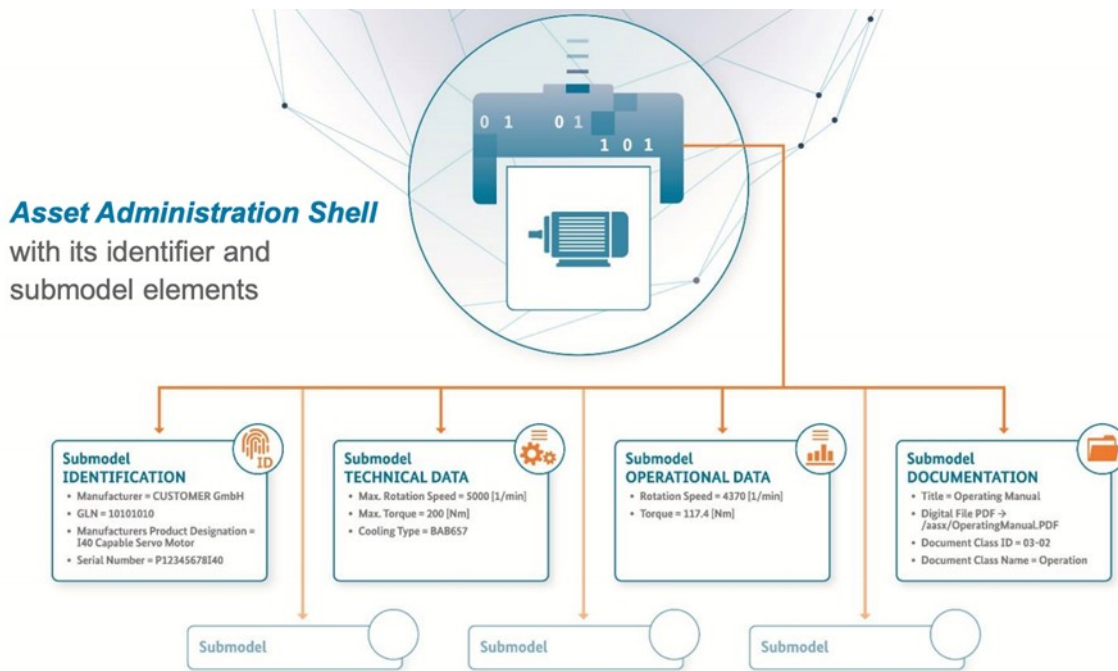 0 1 0 1
1 0 1
Asset Administration Shell
with its identifier and
submodel elements
ID
Submodel
IDENTIFICATION
• Manufacturer = CUSTOMER GmbH
• GLN = 10101010
• Manufacturers Product Designation =
I40 Capable Servo Motor
• Serial Number = P12345678I40
Submodel
TECHNICAL DATA
• Max. Rotation Speed = 5000 [1/min]
• Max. Torque = 200 [Nm]
• Cooling Type = BAB657
Submodel
OPERATIONAL DATA
• Rotation Speed = 4370 [1/min]
• Torque = 117.4 [Nm]
Submodel
DOCUMENTATION
• Title = Operating Manual
• Digital File PDF →
/aasx/OperatingManual.PDF
• Document Class ID = 03-02
• Document Class Name = Operation
Submodel
Submodel
Submodel